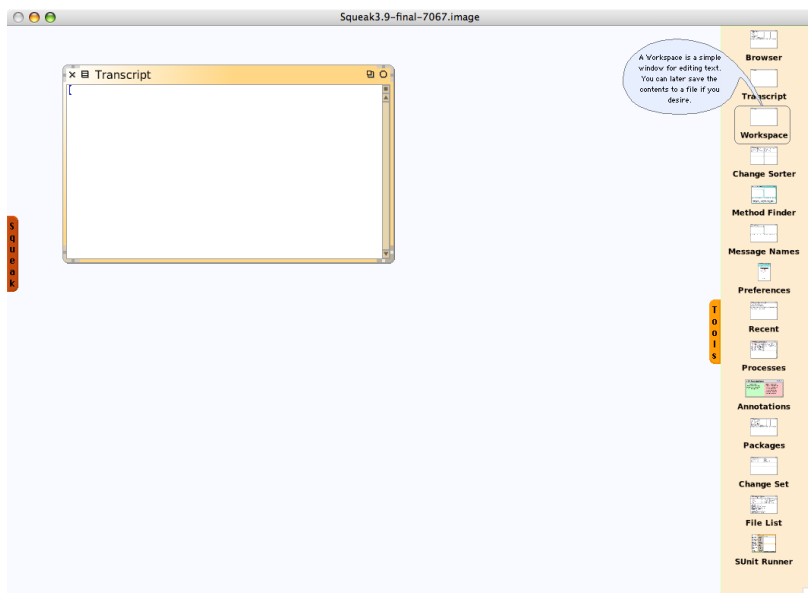 Squeak3.9-final-7067.image
Transcript
A Workspace is a simple
window for editing text.
You can later save the
contents to a file if you
desire.
Squeak
Tools
Browser
Transcript
Workspace
Change Sorter
Method Finder
Message Names
Preferences
Recent
Processes
Annotations
Packages
Change Set
File List
SUnit Runner